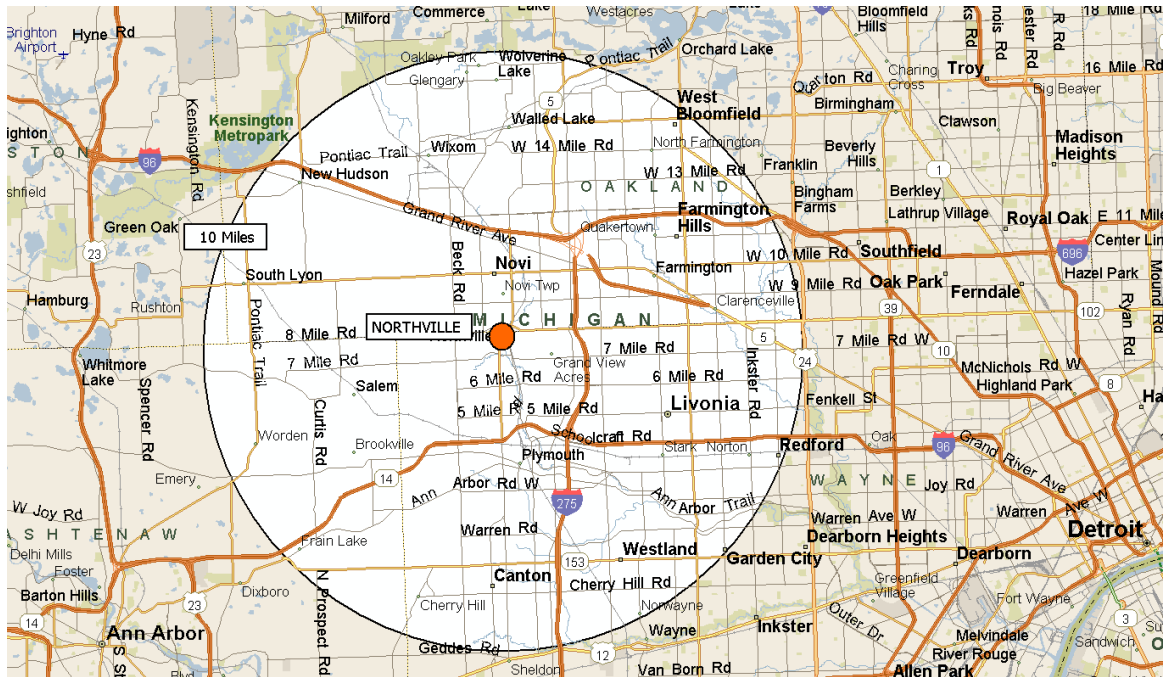 Commerce
Westacres
Lake
18 Mile Rd
Milford
Bloomfield
Hills
Brighton
Airport
Hyne Rd
Oakley Park
Wolverine
Lake
Pontiac Trail
Orchard Lake
Charing
Cross
Troy
16 Mile Rd
Glengary
ton Rd
Big Beaver
Kensington Rd
Kensington
Metropark
5
West
Bloomfield
Birmingham
Walled Lake
Clawson
Madison
Heights
ighton
STON
96
Pontiac Trail
Wixom
W 14 Mile Rd
North Farmington
Beverly
Hills
Franklin
1
New Hudson
W 13 Mile Rd
OAKLAND
Bingham
Farms
Berkley
shfield
Grand River Ave
Farmington
Hills
Lathrup Village
Royal Oak
E 11 Mile
Green Oak
10 Miles
Quakertown
Southfield
Center Lin
23
Beck Rd
Novi
W 10 Mile Rd
696
South Lyon
Farmington
Oak Park
Hazel Park
Novi Twp
W 9 Mile Rd
Ferndale
Mound Rd
Hamburg
Rushton
Clarenceville
39
102
Ryan Rd
Pontiac Trail
8 Mile Rd
NORTHVILLE
MICHIGAN
5
7 Mile Rd W
10
7 Mile Rd
7 Mile Rd
Inkster Rd
24
Whitmore
Lake
Grand View
Acres
McNichols Rd W
Spencer Rd
Salem
6 Mile Rd
6 Mile Rd
Highland Park
8
Curtis Rd
5 Mile R
5 Mile Rd
Livonia
Fenkell St
Ha
Worden
Brookville
Schoolcraft Rd
Stark
Norton
Redford
Oak
96
Grand River Ave
Plymouth
Emery
14
Ann
Arbor Rd W
Ann Arbor Trail
WAYNE
Joy Rd
W Joy Rd
275
Warren
Ave W
ASHTENAW
Warren Rd
Warren Ave W
Detroit
Delhi Mills
Frain Lake
Westland
Dearborn Heights
Foster
153
Garden City
Dearborn
Barton Hills
Dixboro
Canton
Cherry Hill Rd
Greenfield
Village
23
N Prospect Rd
Cherry Hill
Norwayne
Fort Wayne
14
Outer Dr
3
Ann Arbor
Wayne
Inkster
Melvindale
Sandwich
S St
Geddes Rd
12
River Rouge
Sheldon
Van Born Rd
Allen Park